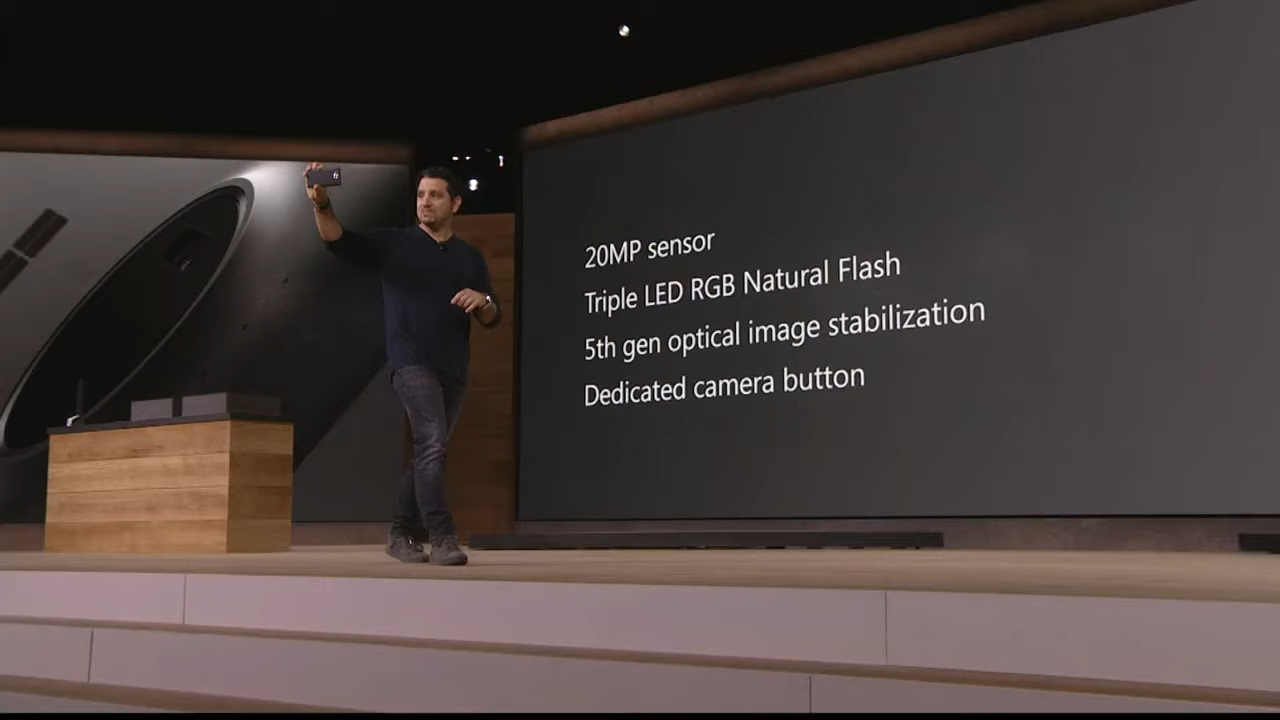 20MP sensor
Triple LED RGB Natural Flash
5th gen optical image stabilization
Dedicated camera button